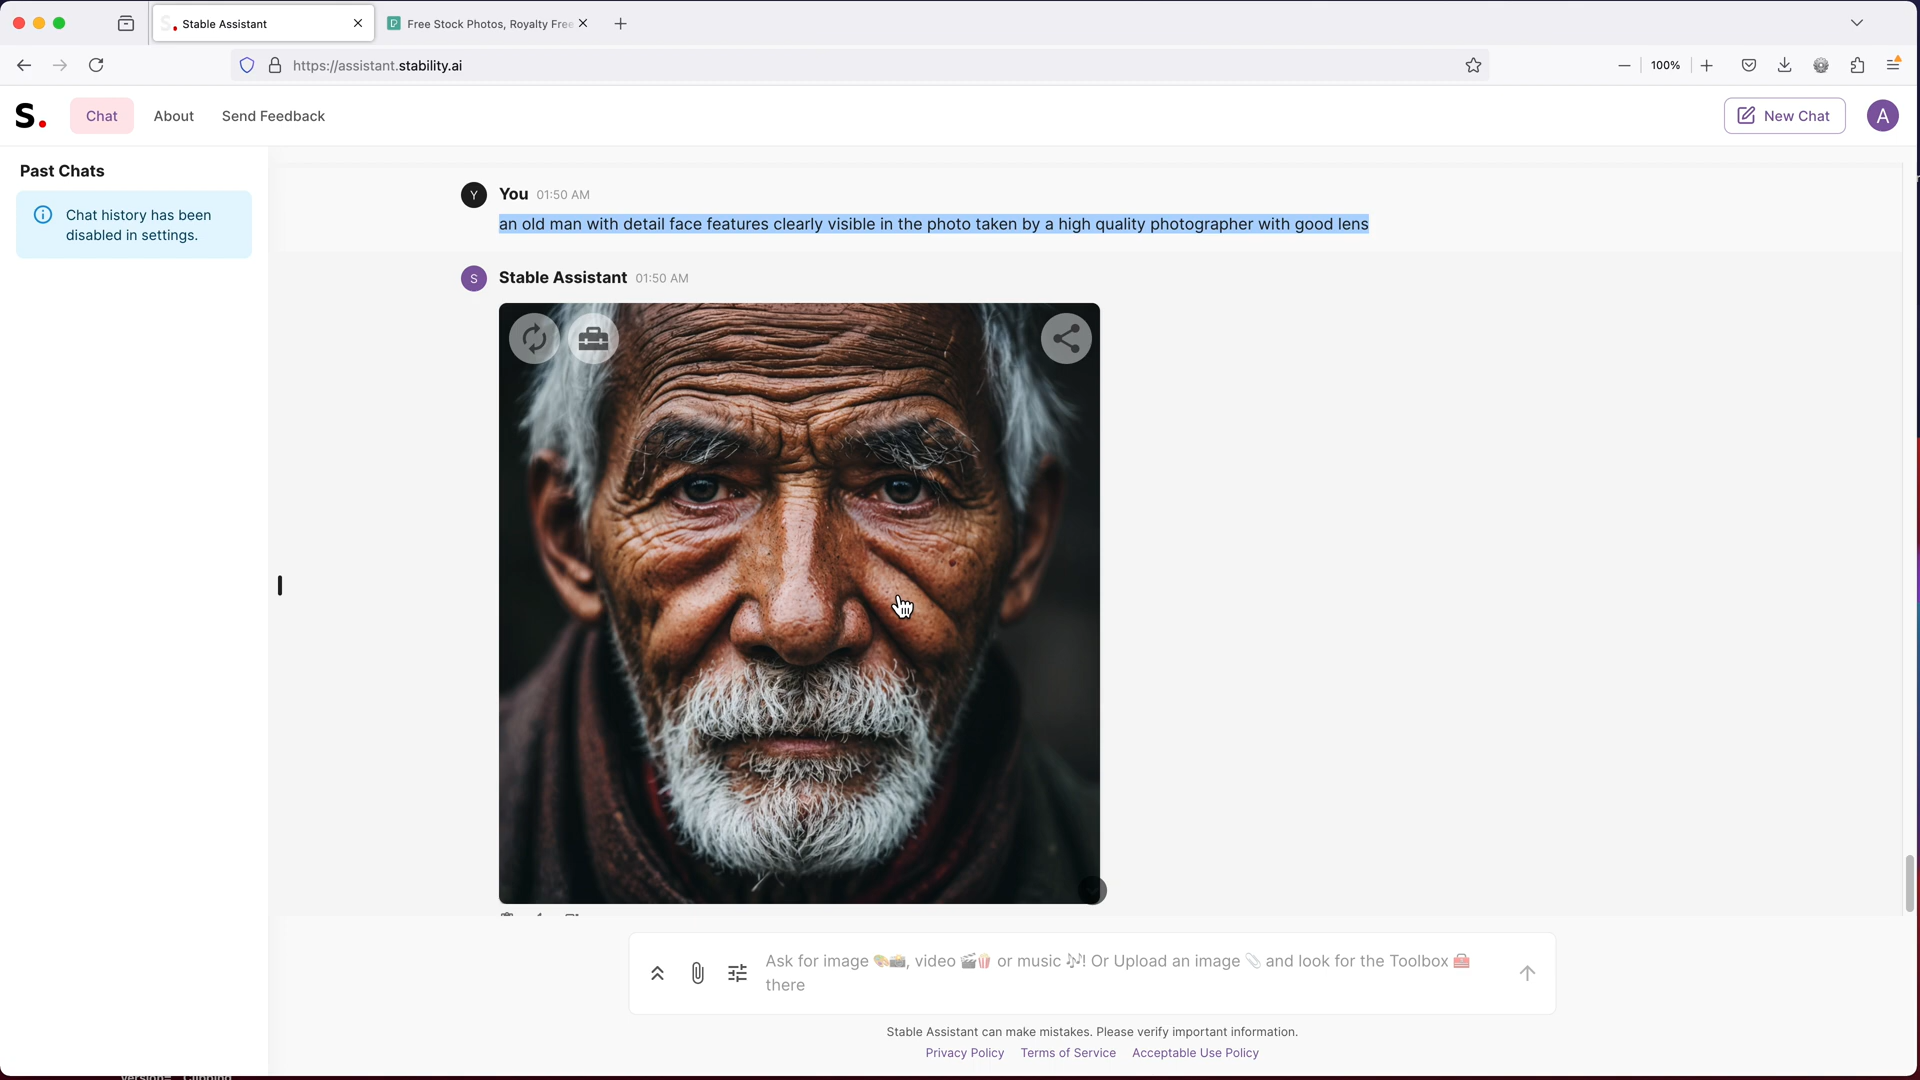 Stable Assistant
Free Stock Photos, Royalty Free
https://assistant.stability.ai
100%
S.
Chat
About
Send Feedback
New Chat
A
Past Chats
Chat history has been
disabled in settings.
Y
You 01:50 AM
an old man with detail face features clearly visible in the photo taken by a high quality photographer with good lens
S
Stable Assistant 01:50 AM
Ask for image 🎨📸, video 🎬🍿 or music 🎶! Or Upload an image 📎 and look for the Toolbox 🧰
there
Stable Assistant can make mistakes. Please verify important information.
Privacy Policy Terms of Service Acceptable Use Policy